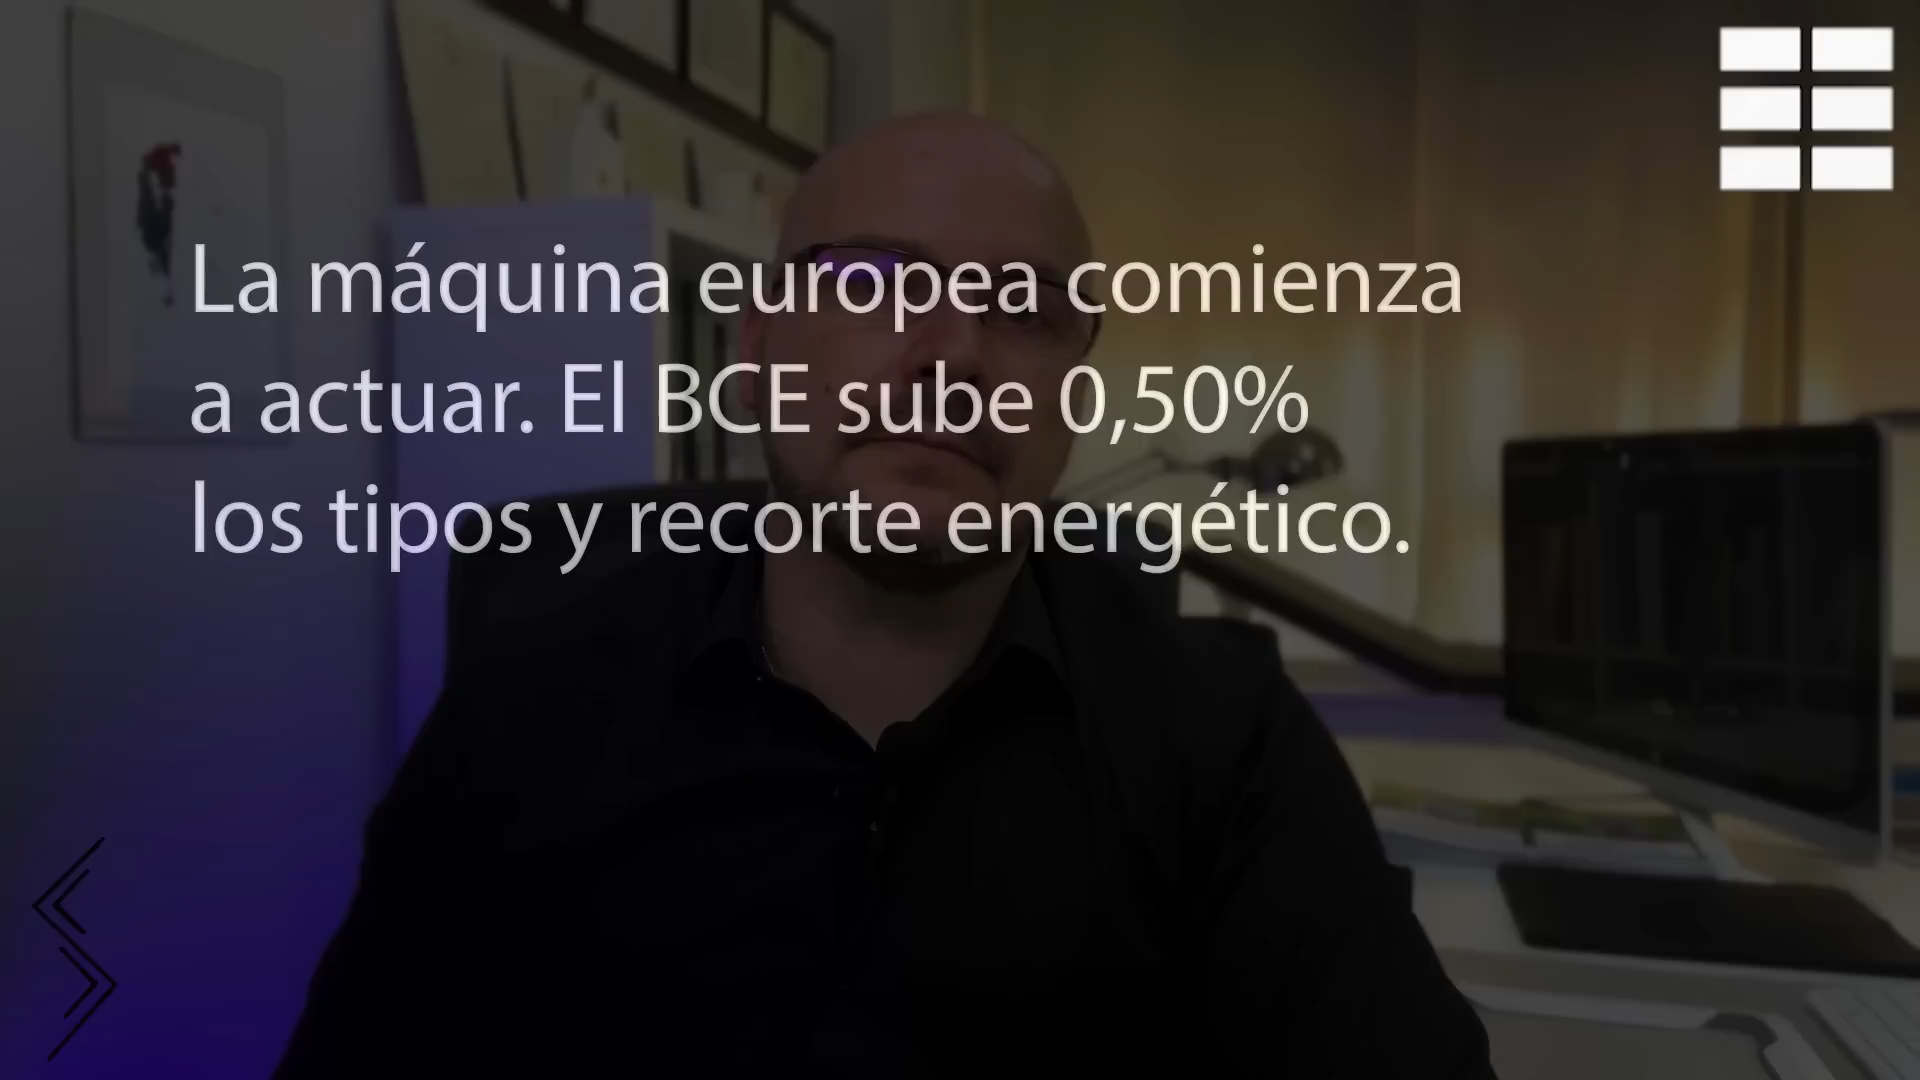 La máquina europea comienza
a actuar. El BCE sube 0,50%
los tipos y recorte energético.